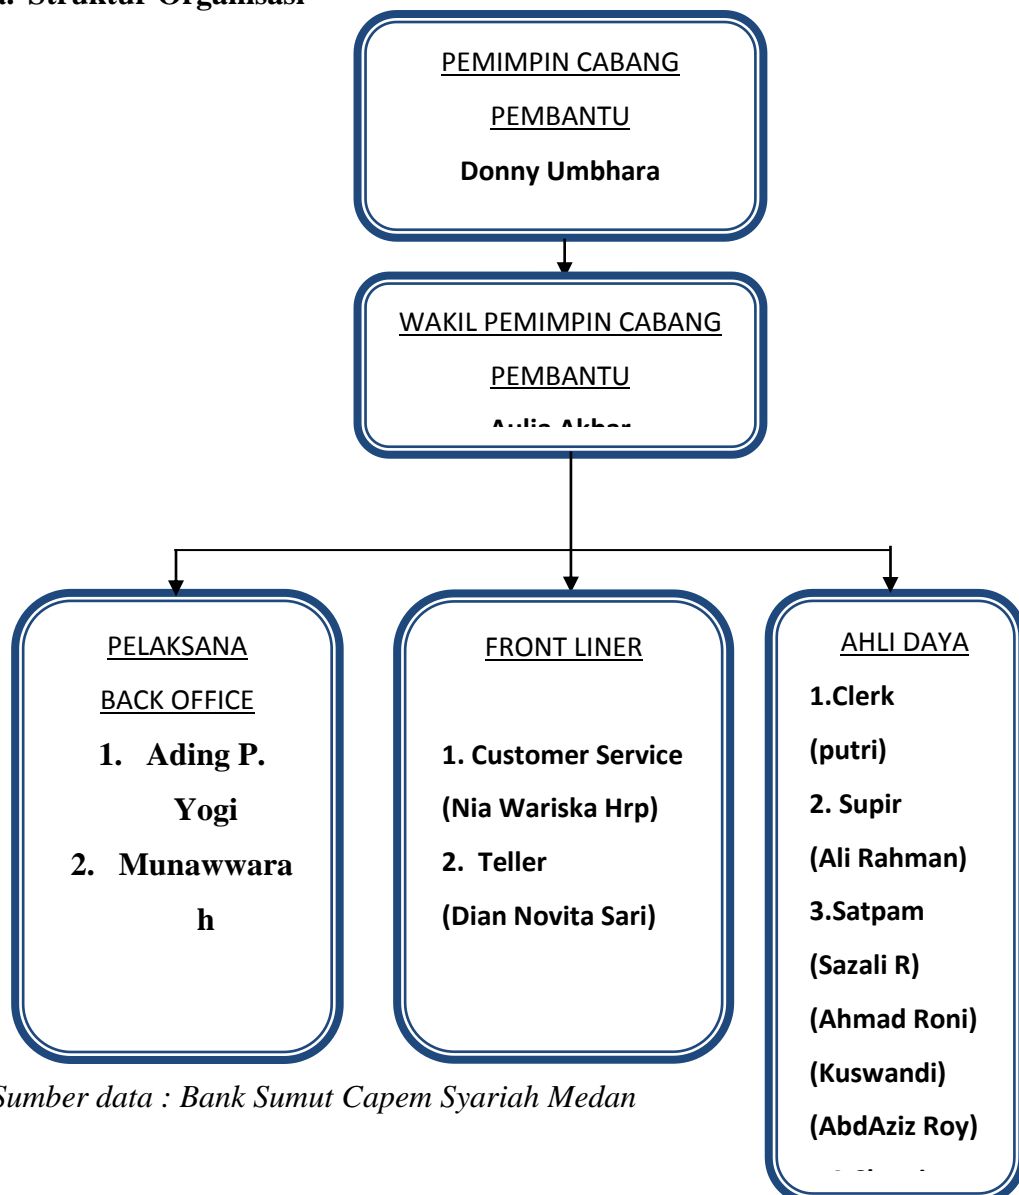 Struktur Organisasi
PEMIMPIN CABANG
PEMBANTU
Donny Umbhara
WAKIL PEMIMPIN CABANG
PEMBANTU
Aulia Akbar
PELAKSANA
BACK OFFICE
1. Ading P.
Yogi
2. Munawwara
h
FRONT LINER
1. Customer Service
(Nia Wariska Hrp)
2. Teller
(Dian Novita Sari)
AHLI DAYA
1.Clerk
(putri)
2. Supir
(Ali Rahman)
3.Satpam
(Sazali R)
(Ahmad Roni)
(Kuswandi)
(AbdAziz Roy)
Sumber data : Bank Sumut Capem Syariah Medan